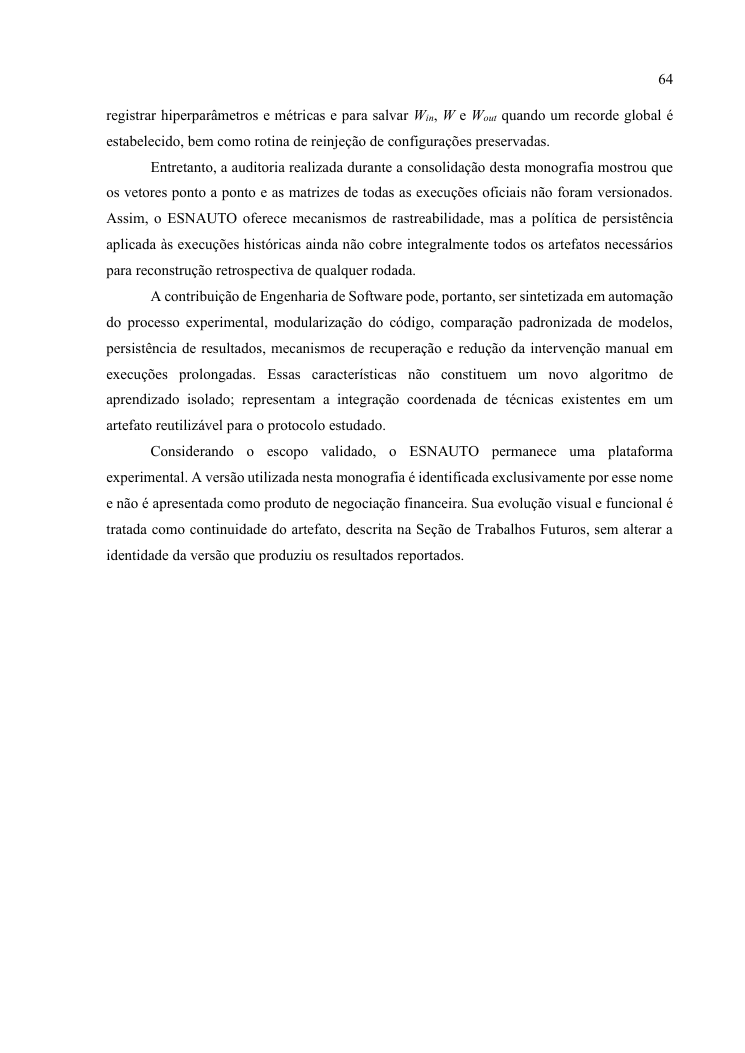 64
registrar hiperparâmetros e métricas e para salvar Win, W e Wout quando um recorde global é
estabelecido, bem como rotina de reinjeção de configurações preservadas.
Entretanto, a auditoria realizada durante a consolidação desta monografia mostrou que
os vetores ponto a ponto e as matrizes de todas as execuções oficiais não foram versionados.
Assim, o ESNAUTO oferece mecanismos de rastreabilidade, mas a política de persistência
aplicada às execuções históricas ainda não cobre integralmente todos os artefatos necessários
para reconstrução retrospectiva de qualquer rodada.
A contribuição de Engenharia de Software pode, portanto, ser sintetizada em automação
do processo experimental, modularização do código, comparação padronizada de modelos,
persistência de resultados, mecanismos de recuperação e redução da intervenção manual em
execuções prolongadas. Essas características não constituem um novo algoritmo de
aprendizado isolado; representam a integração coordenada de técnicas existentes em um
artefato reutilizável para o protocolo estudado.
Considerando o escopo validado, o ESNAUTO permanece uma plataforma
experimental. A versão utilizada nesta monografia é identificada exclusivamente por esse nome
e não é apresentada como produto de negociação financeira. Sua evolução visual e funcional é
tratada como continuidade do artefato, descrita na Seção de Trabalhos Futuros, sem alterar a
identidade da versão que produziu os resultados reportados.